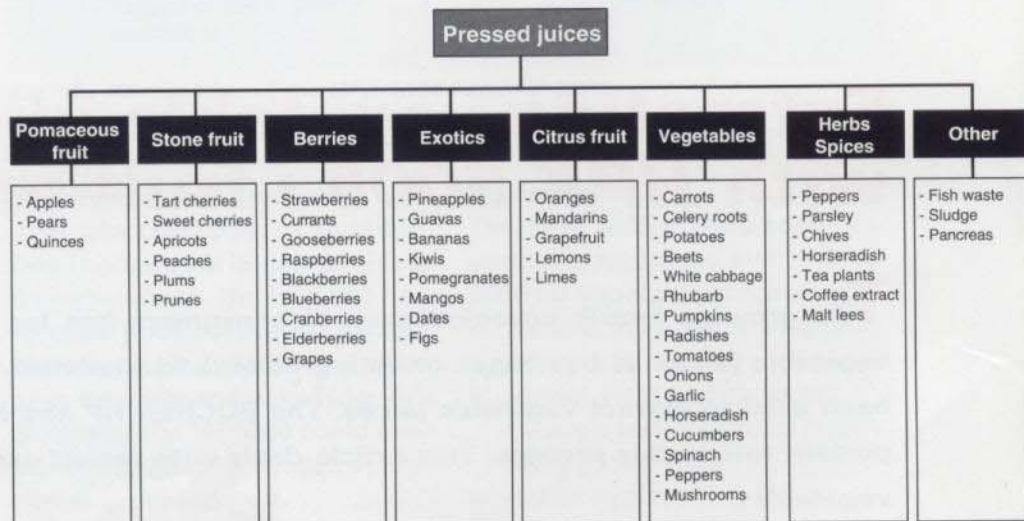 Pressed juices
Pomaceous
fruit
- Apples
- Pears
- Quinces
Stone fruit
- Tart cherries
- Sweet cherries
- Apricots
- Peaches
- Plums
- Prunes
Berries
- Strawberries
- Currants
- Gooseberries
- Raspberries
- Blackberries
- Blueberries
- Cranberries
- Elderberries
- Grapes
Exotics
- Pineapples
- Guavas
- Bananas
- Kiwis
- Pomegranates
- Mangos
- Dates
- Figs
Citrus fruit
- Oranges
- Mandarins
- Grapefruit
- Lemons
- Limes
Vegetables
- Carrots
- Celery roots
- Potatoes
- Beets
- White cabbage
- Rhubarb
- Pumpkins
- Radishes
- Tomatoes
- Onions
- Garlic
- Horseradish
- Cucumbers
- Spinach
- Peppers
- Mushrooms
Herbs
Spices
- Peppers
- Parsley
- Chives
- Horseradish
- Tea plants
- Coffee extract
- Malt lees
Other
- Fish waste
- Sludge
- Pancreas